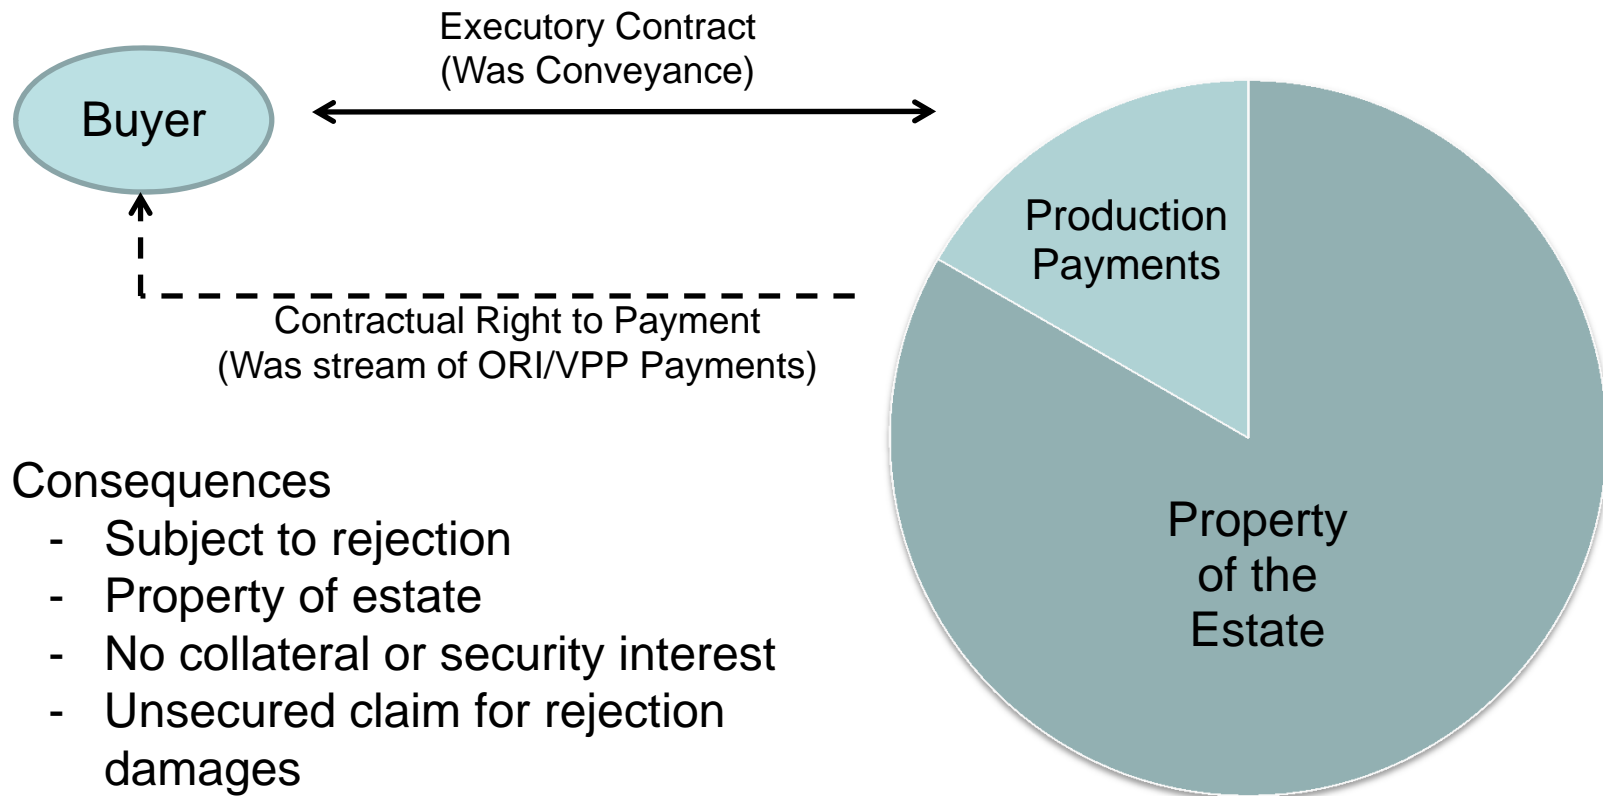 Executory Contract
(Was Conveyance)
Buyer
Production
Payments
Contractual Right to Payment
(Was stream of ORI/VPP Payments)
Consequences
- Subject to rejection
- Property of estate
- No collateral or security interest
- Unsecured claim for rejection
damages
Property
of the
Estate